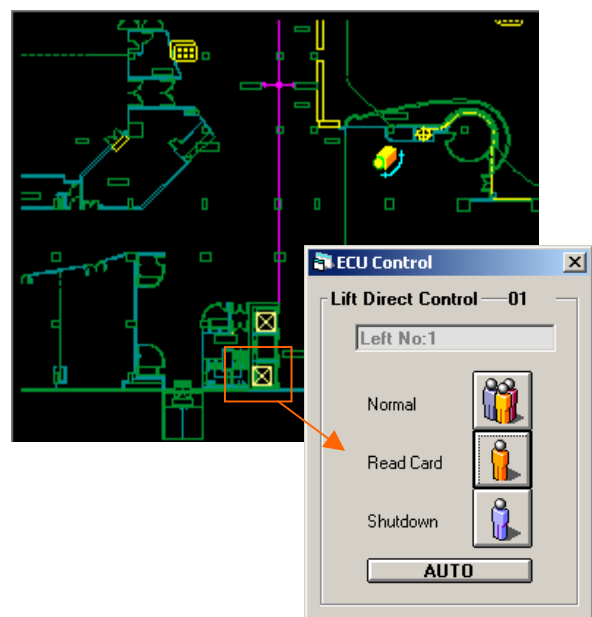 ECU Control
Lift Direct Control 01
Left No:1
Normal
Read Card
Shutdown
AUTO